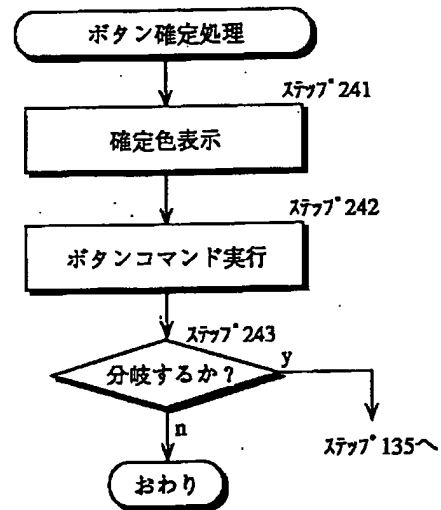 ボタン確定処理
ステップ241
確定色表示
ステップ242
ボタンコマンド実行
ステップ243
分岐するか?
y
n
ステップ135へ
おわり